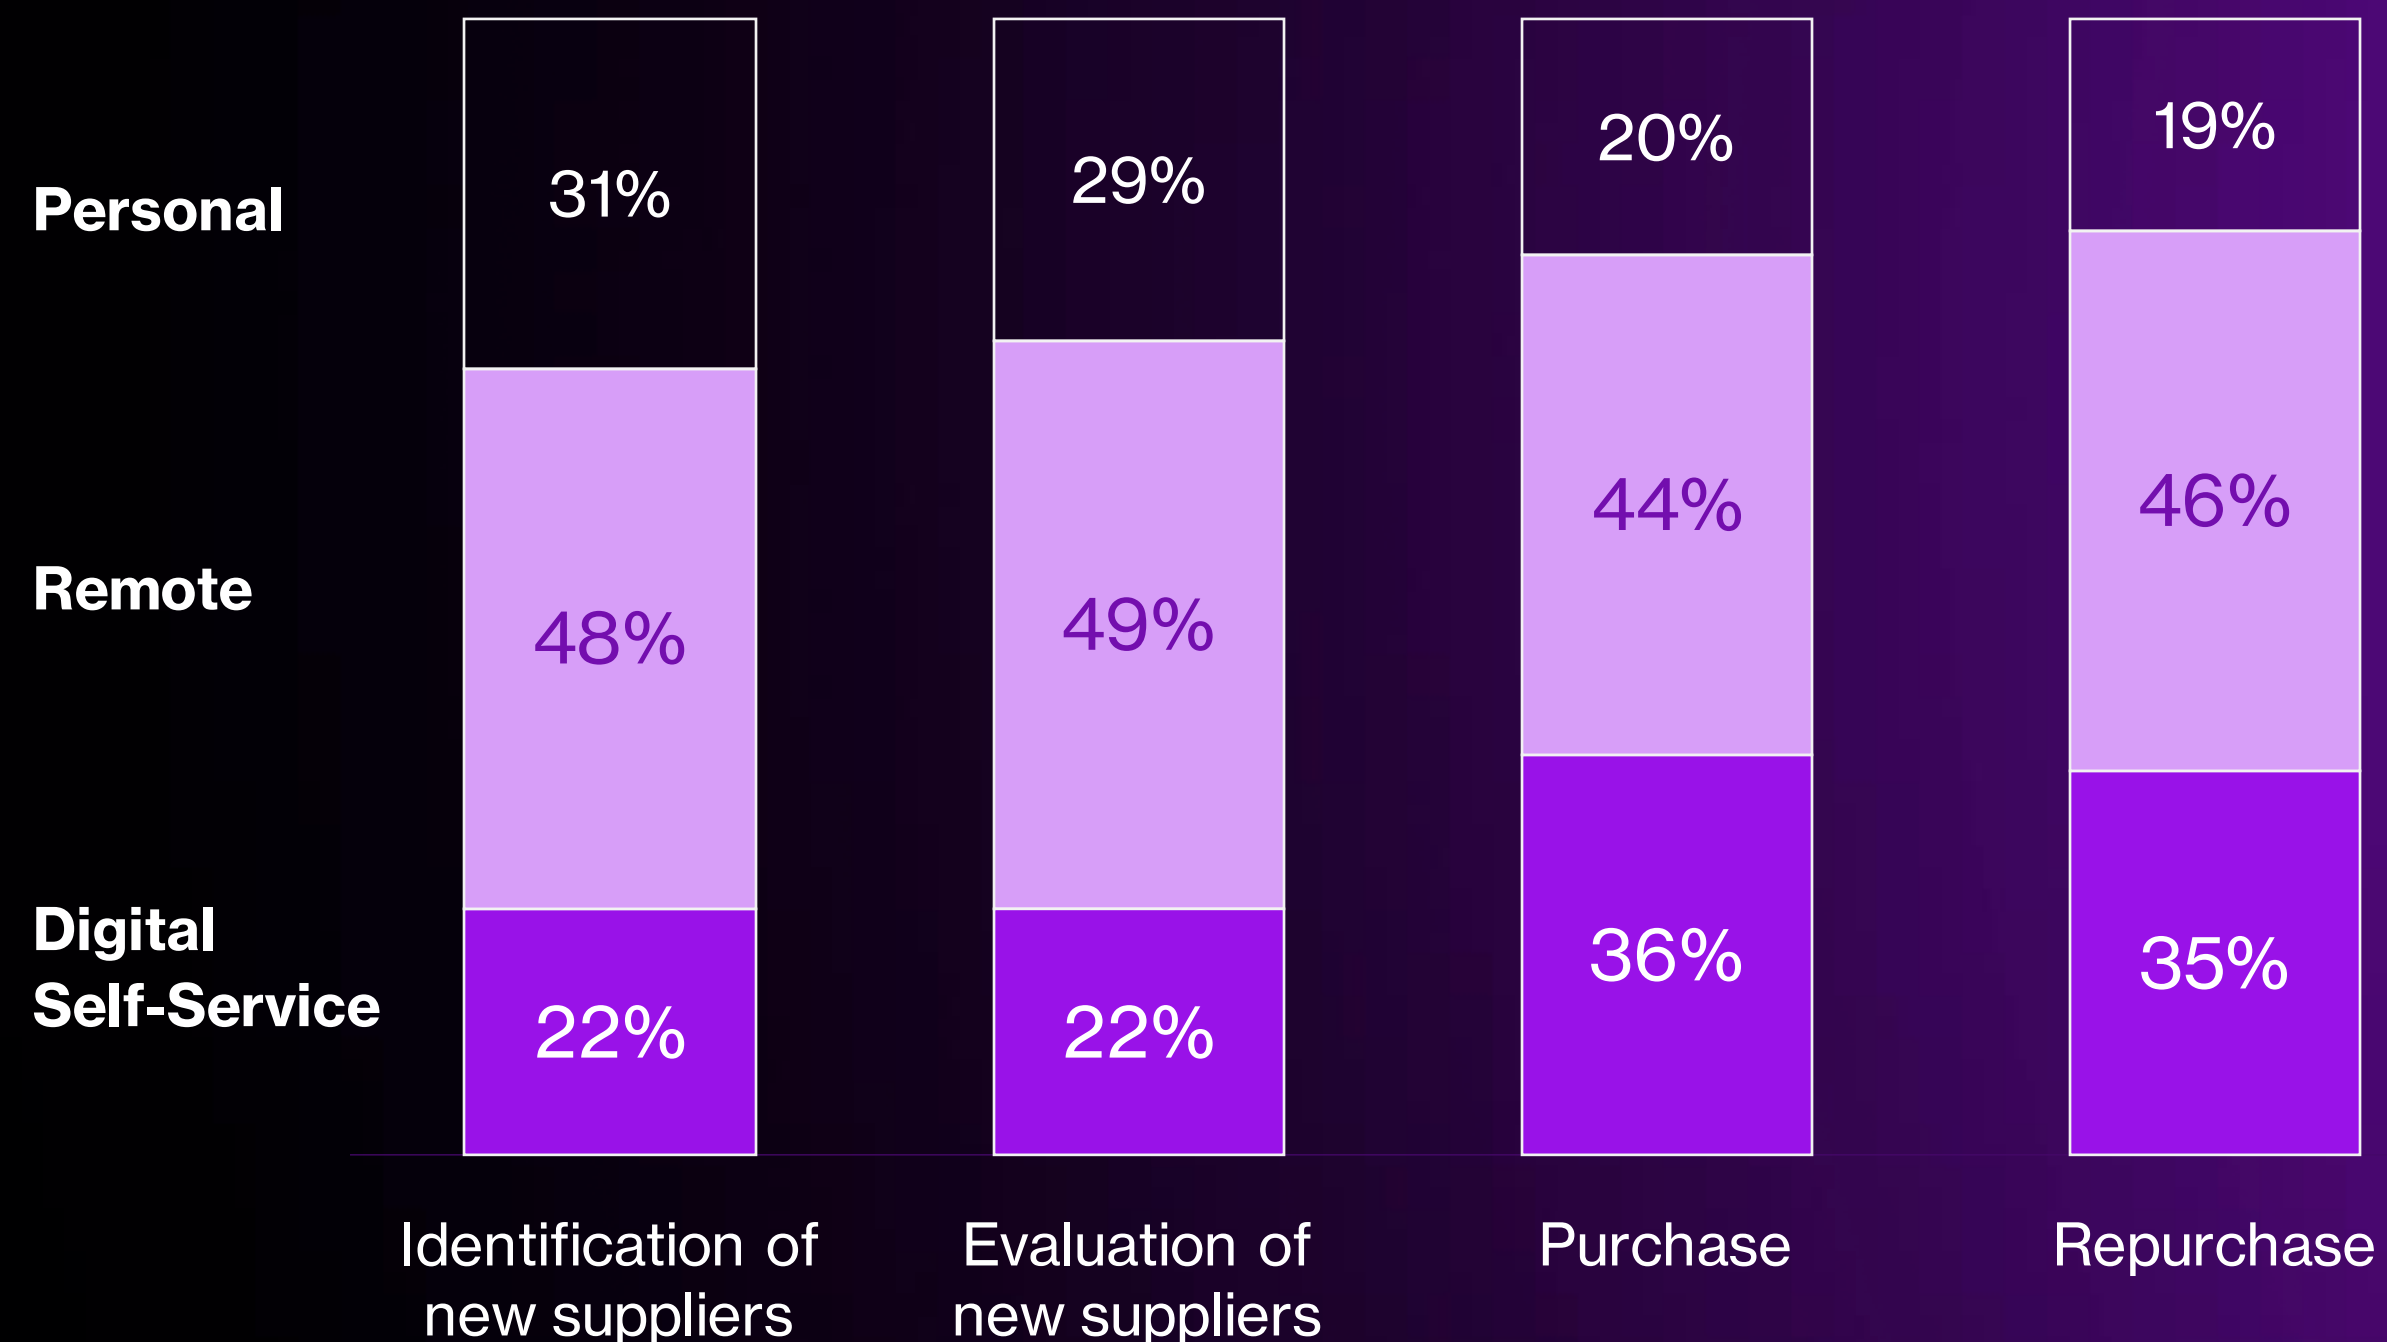 Personal
31%
29%
20%
19%
Remote
48%
49%
44%
46%
Digital
Self-Service
22%
22%
36%
35%
Identification of
new suppliers
Evaluation of
new suppliers
Purchase
Repurchase